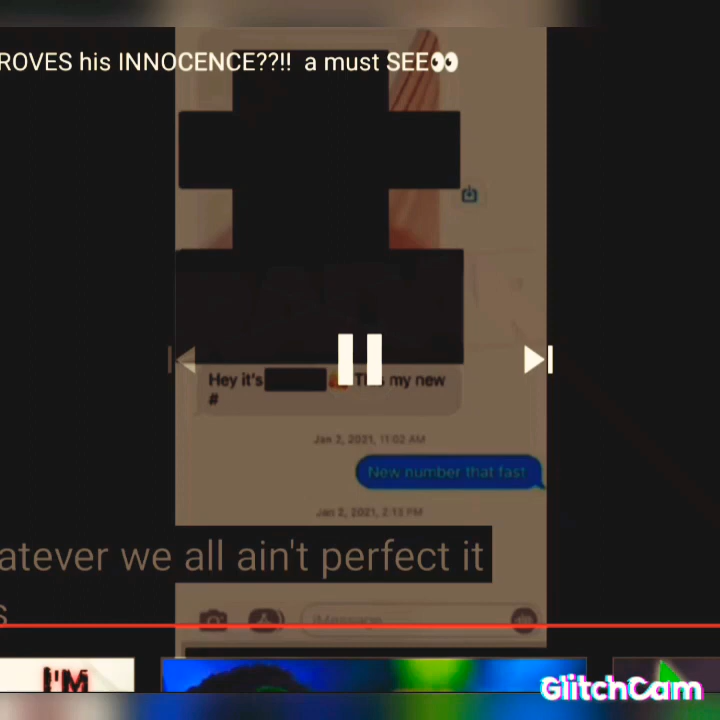 ROVES his INNOCENCE??!! a must SEE👀
Hey it's
my new
#
Jan 2, 2021, 11:02 AM
New number that fast
Jan 2, 2021, 2:13 PM
atever we all ain't perfect it
s
iMessage
I'M
GlitchCam